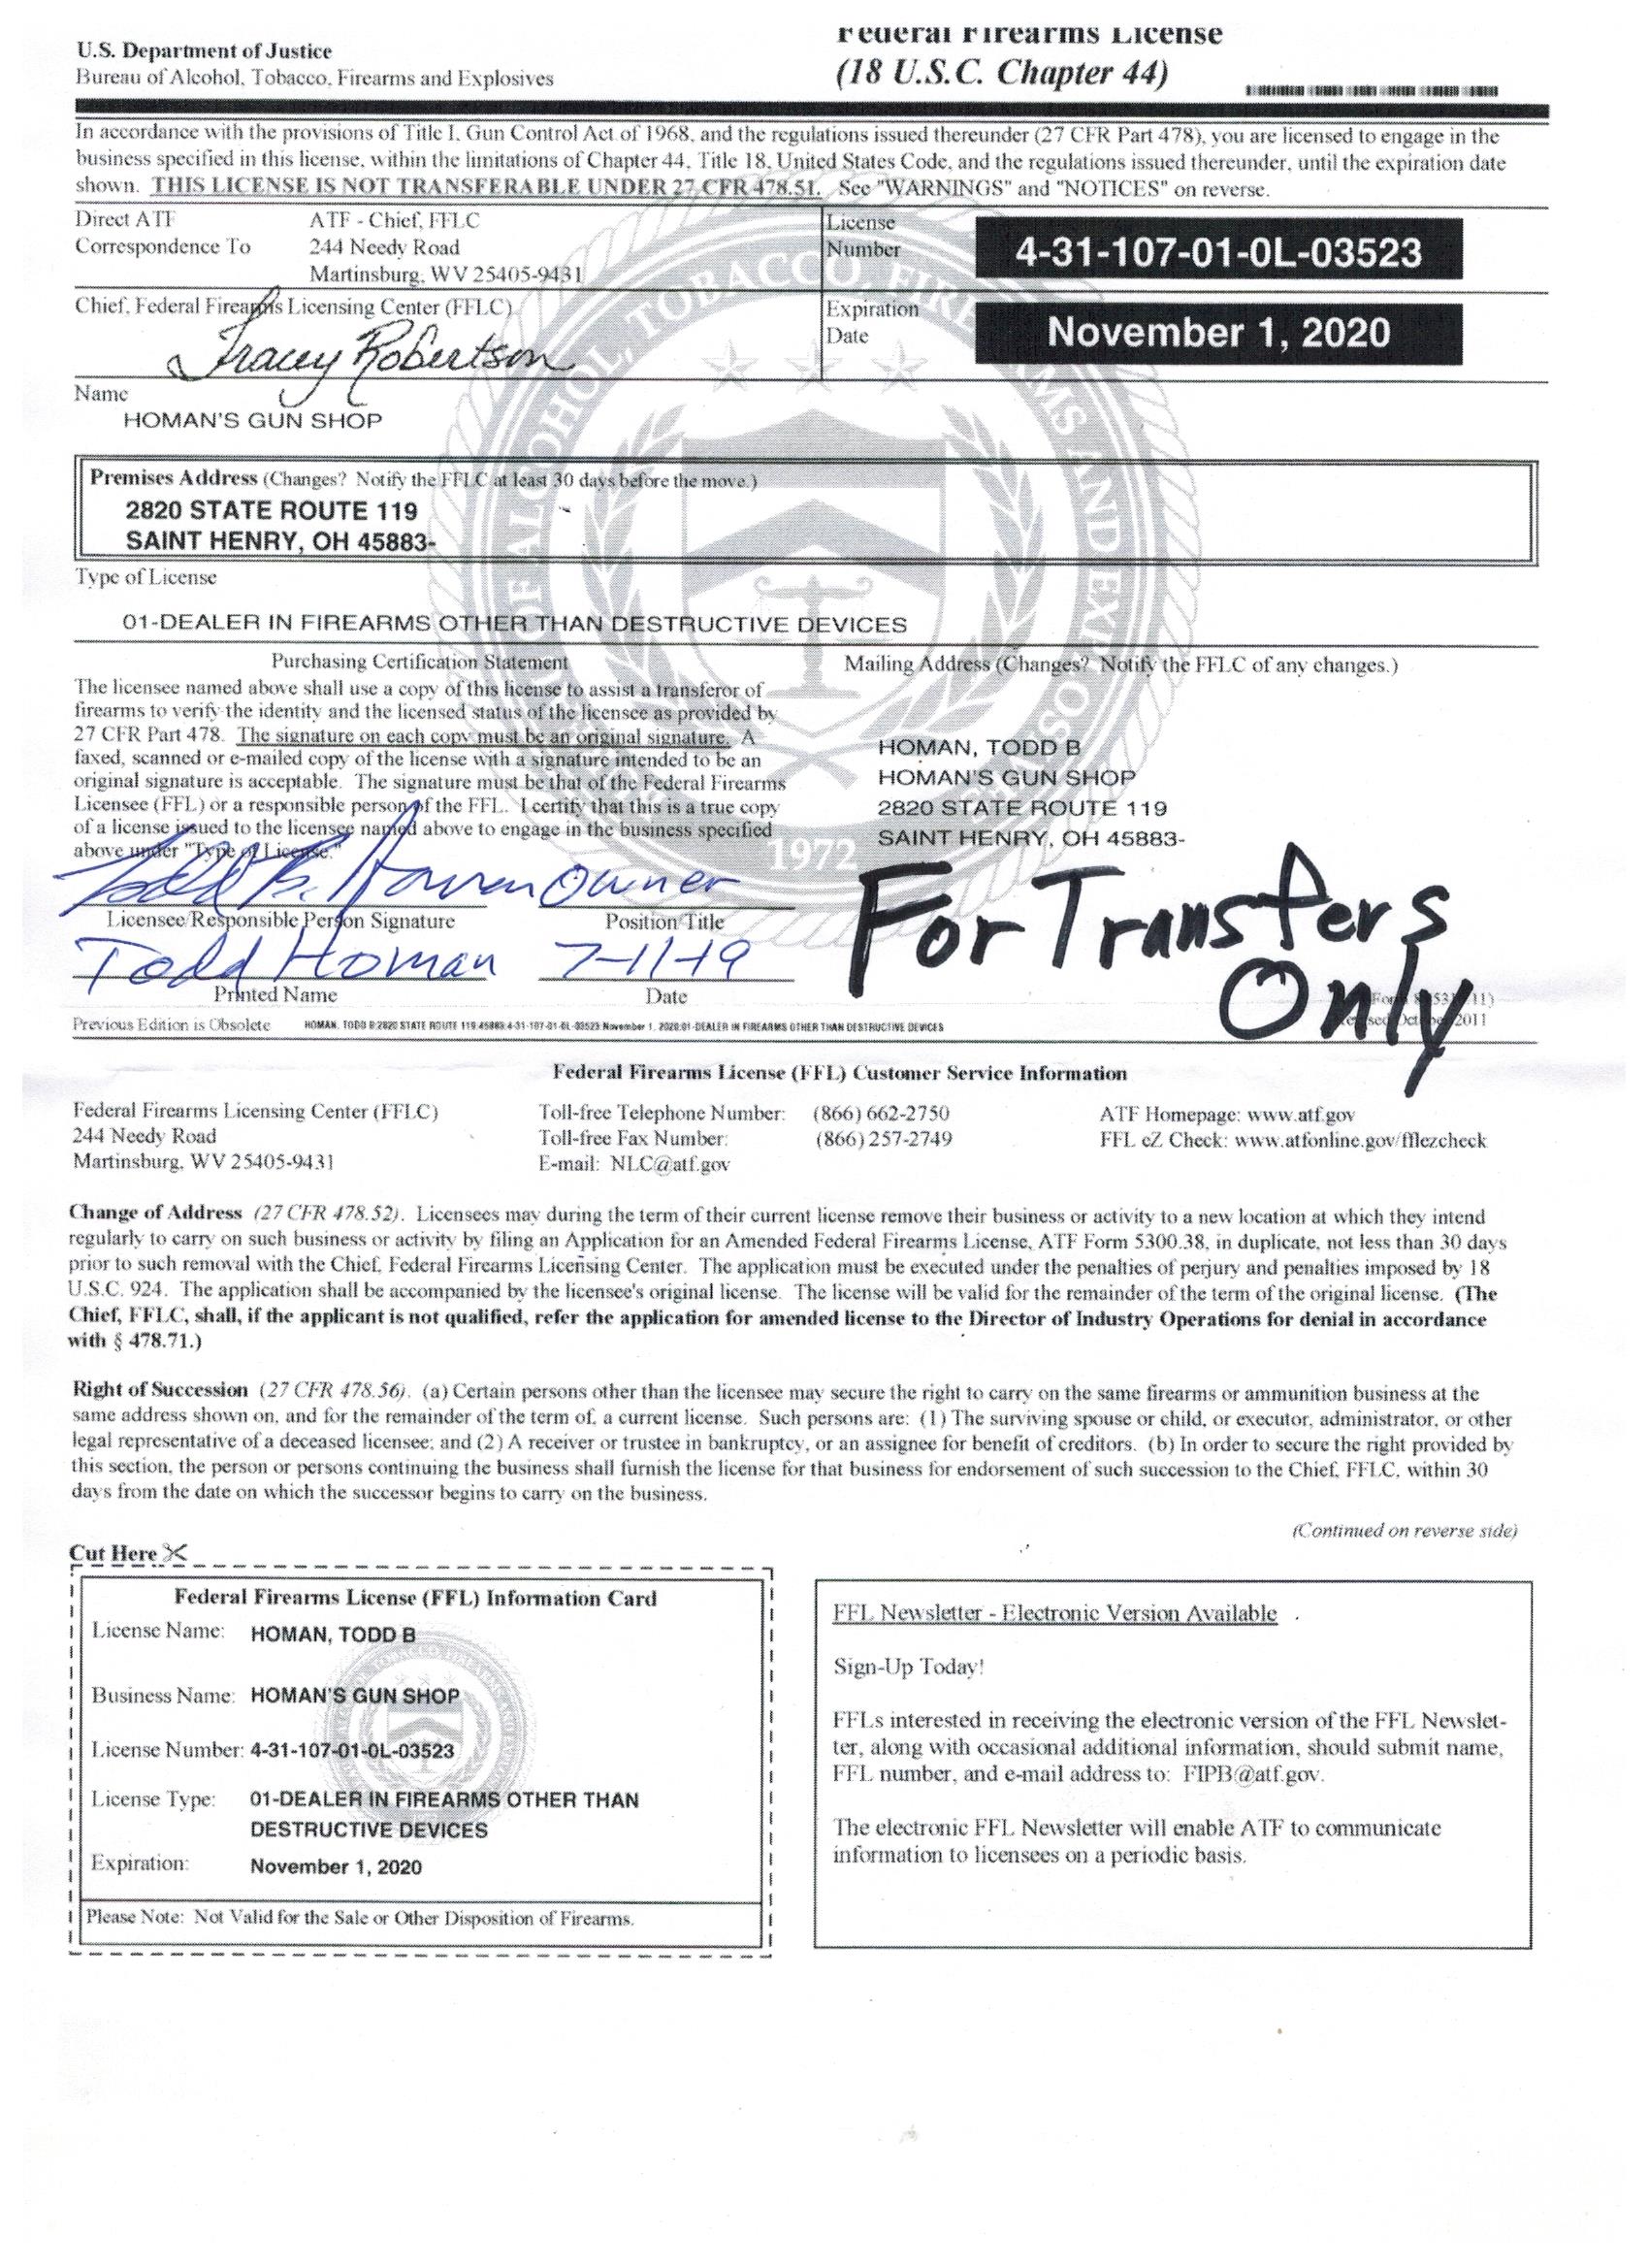 U.S. Department of Justice
Bureau of Alcohol, Tobacco, Firearms and Explosives
Federal Firearms License
(18 U.S.C. Chapter 44)
In accordance with the provisions of Title I, Gun Control Act of 1968, and the regulations issued thereunder (27 CFR Part 478), you are licensed to engage in the
business specified in this license, within the limitations of Chapter 44, Title 18, United States Code, and the regulations issued thereunder, until the expiration date
shown. THIS LICENSE IS NOT TRANSFERABLE UNDER 27 CFR 478.51. See "WARNINGS" and "NOTICES" on reverse.
Direct ATF
Correspondence To
ATF - Chief, FFLC
244 Needy Road
Martinsburg, WV 25405-9431
License
Number
4-31-107-01-0L-03523
Chief, Federal Firearms Licensing Center (FFLC)
Tracey Robertson
Expiration
Date
November 1, 2020
Name
HOMAN'S GUN SHOP
Premises Address (Changes? Notify the FFLC at least 30 days before the move.)
2820 STATE ROUTE 119
SAINT HENRY, OH 45883-
Type of License
01-DEALER IN FIREARMS OTHER THAN DESTRUCTIVE DEVICES
Purchasing Certification Statement
The licensee named above shall use a copy of this license to assist a transferor of
firearms to verify the identity and the licensed status of the licensee as provided by
27 CFR Part 478. The signature on each copy must be an original signature. A
faxed, scanned or e-mailed copy of the license with a signature intended to be an
original signature is acceptable. The signature must be that of the Federal Firearms
Licensee (FFL) or a responsible person of the FFL. I certify that this is a true copy
of a license issued to the licensee named above to engage in the business specified
above under "Type of License."
Todd B. Homan Owner
Licensee/Responsible Person Signature Position/Title
Todd Homan 7-11-19
Printed Name Date
Mailing Address (Changes? Notify the FFLC of any changes.)
HOMAN, TODD B
HOMAN'S GUN SHOP
2820 STATE ROUTE 119
SAINT HENRY, OH 45883-
1972
For Transfers
Only
October 2011
Previous Edition is Obsolete HOMAN, TODD B:2820 STATE ROUTE 119:45883:4-31-107-01-0L-03523:November 1, 2020:01-DEALER IN FIREARMS OTHER THAN DESTRUCTIVE DEVICES
Federal Firearms License (FFL) Customer Service Information
Federal Firearms Licensing Center (FFLC)
244 Needy Road
Martinsburg, WV 25405-9431
Toll-free Telephone Number: (866) 662-2750
Toll-free Fax Number: (866) 257-2749
E-mail: NLC@atf.gov
ATF Homepage: www.atf.gov
FFL eZ Check: www.atfonline.gov/fflezcheck
Change of Address (27 CFR 478.52). Licensees may during the term of their current license remove their business or activity to a new location at which they intend
regularly to carry on such business or activity by filing an Application for an Amended Federal Firearms License, ATF Form 5300.38, in duplicate, not less than 30 days
prior to such removal with the Chief, Federal Firearms Licensing Center. The application must be executed under the penalties of perjury and penalties imposed by 18
U.S.C. 924. The application shall be accompanied by the licensee's original license. The license will be valid for the remainder of the term of the original license. (The
Chief, FFLC, shall, if the applicant is not qualified, refer the application for amended license to the Director of Industry Operations for denial in accordance
with § 478.71.)
Right of Succession (27 CFR 478.56). (a) Certain persons other than the licensee may secure the right to carry on the same firearms or ammunition business at the
same address shown on, and for the remainder of the term of, a current license. Such persons are: (1) The surviving spouse or child, or executor, administrator, or other
legal representative of a deceased licensee; and (2) A receiver or trustee in bankruptcy, or an assignee for benefit of creditors. (b) In order to secure the right provided by
this section, the person or persons continuing the business shall furnish the license for that business for endorsement of such succession to the Chief, FFLC, within 30
days from the date on which the successor begins to carry on the business.
(Continued on reverse side)
Cut Here
Federal Firearms License (FFL) Information Card
License Name: HOMAN, TODD B
Business Name: HOMAN'S GUN SHOP
License Number: 4-31-107-01-0L-03523
License Type: 01-DEALER IN FIREARMS OTHER THAN
DESTRUCTIVE DEVICES
Expiration: November 1, 2020
Please Note: Not Valid for the Sale or Other Disposition of Firearms.
FFL Newsletter - Electronic Version Available
Sign-Up Today!
FFLs interested in receiving the electronic version of the FFL Newslet-
ter, along with occasional additional information, should submit name,
FFL number, and e-mail address to: FIPB@atf.gov.
The electronic FFL Newsletter will enable ATF to communicate
information to licensees on a periodic basis.